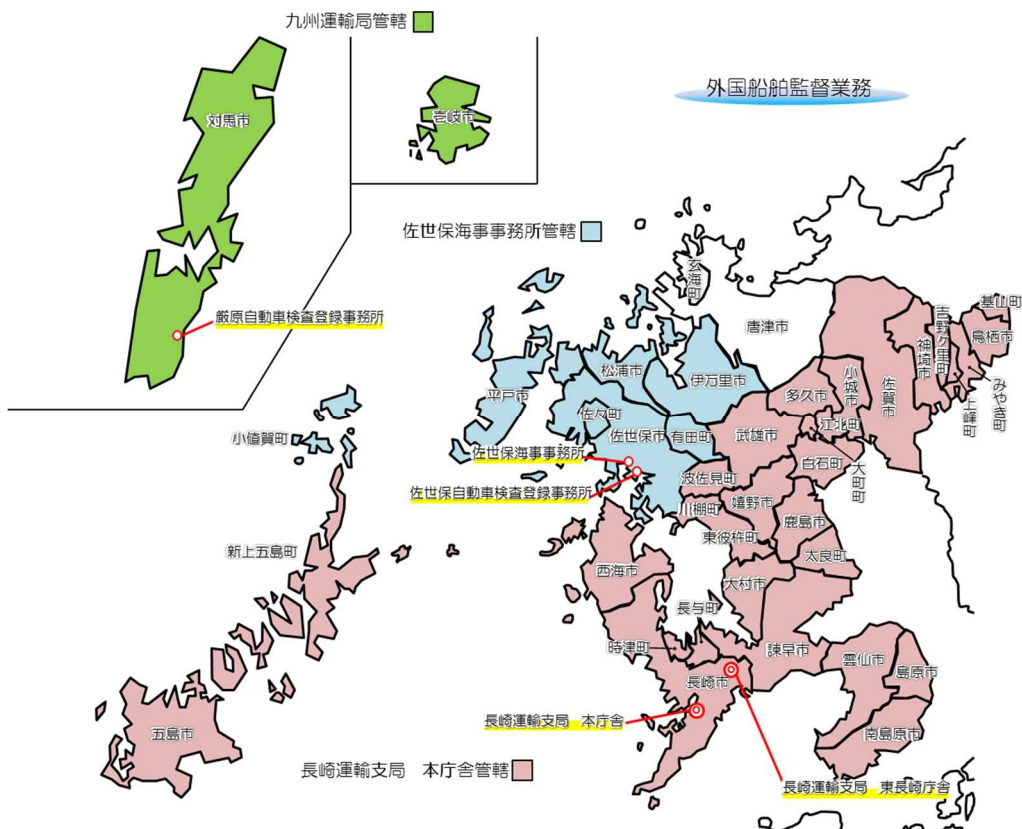 九州運輸局管轄
外国船舶監督業務
対馬市
壱岐市
佐世保海事事務所管轄
玄海町
厳原自動車検査登録事務所
唐津市
基山町
吉野ヶ里町
鳥栖市
神埼市
みやき町
上峰町
松浦市
伊万里市
小城市
佐賀市
多久市
平戸市
佐々町
小値賀町
佐世保市
有田町
武雄市
江北町
佐世保海事事務所
白石町
大町町
佐世保自動車検査登録事務所
波佐見町
川棚町
嬉野市
鹿島市
東彼杵町
新上五島町
太良町
西海市
大村市
長与町
時津町
諫早市
雲仙市
島原市
長崎市
長崎運輸支局 本庁舎
五島市
南島原市
長崎運輸支局 本庁舎管轄
長崎運輸支局 東長崎庁舎